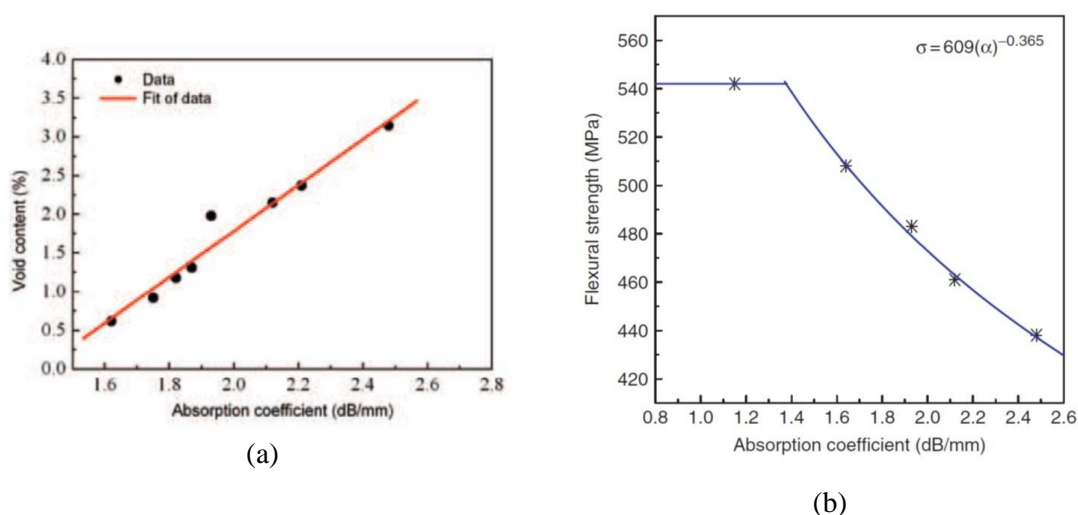 4.0
3.5
3.0
2.5
2.0
1.5
1.0
0.5
0.0
Void content (%)
Data
Fit of data
1.6 1.8 2.0 2.2 2.4 2.6 2.8
Absorption coefficient (dB/mm)
(a)
560
540
520
500
480
460
440
420
Flexural strength (MPa)
σ=609(α)−0.365
0.8 1.0 1.4 1.6 1.8 2.0 2.2 2.4 2.6
Absorption coefficient (dB/mm)
(b)